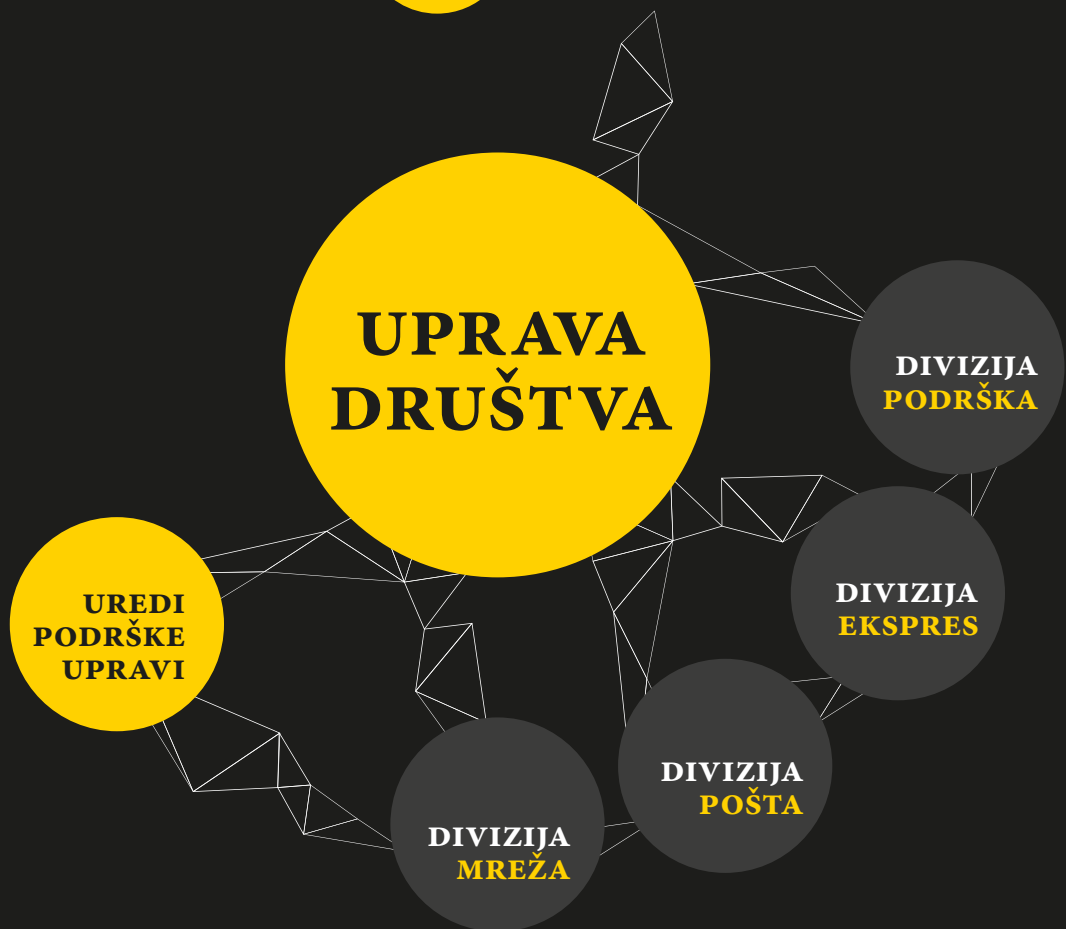 UPRAVA
DRUŠTVA
DIVIZIJA
PODRŠKA
UREDI
PODRŠKE
UPRAVI
DIVIZIJA
EKSPRES
DIVIZIJA
POŠTA
DIVIZIJA
MREŽA